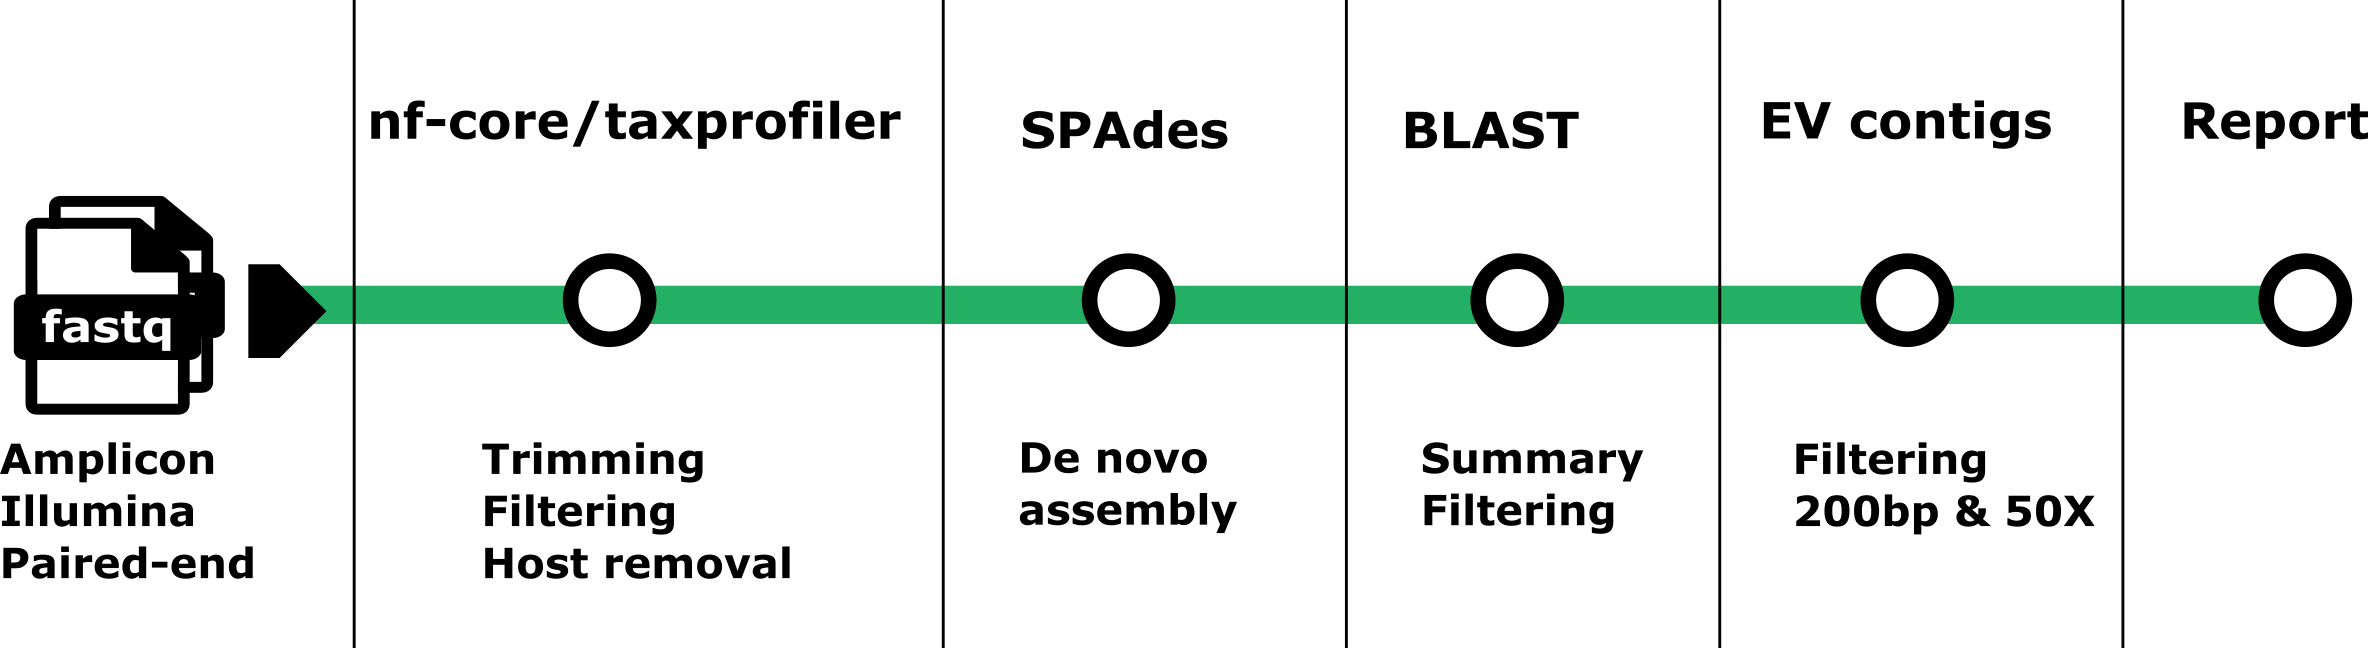 nf-core/taxprofiler
SPAdes
BLAST
EV contigs
Report
fastq
Amplicon
Illumina
Paired-end
Trimming
Filtering
Host removal
De novo
assembly
Summary
Filtering
Filtering
200bp & 50X